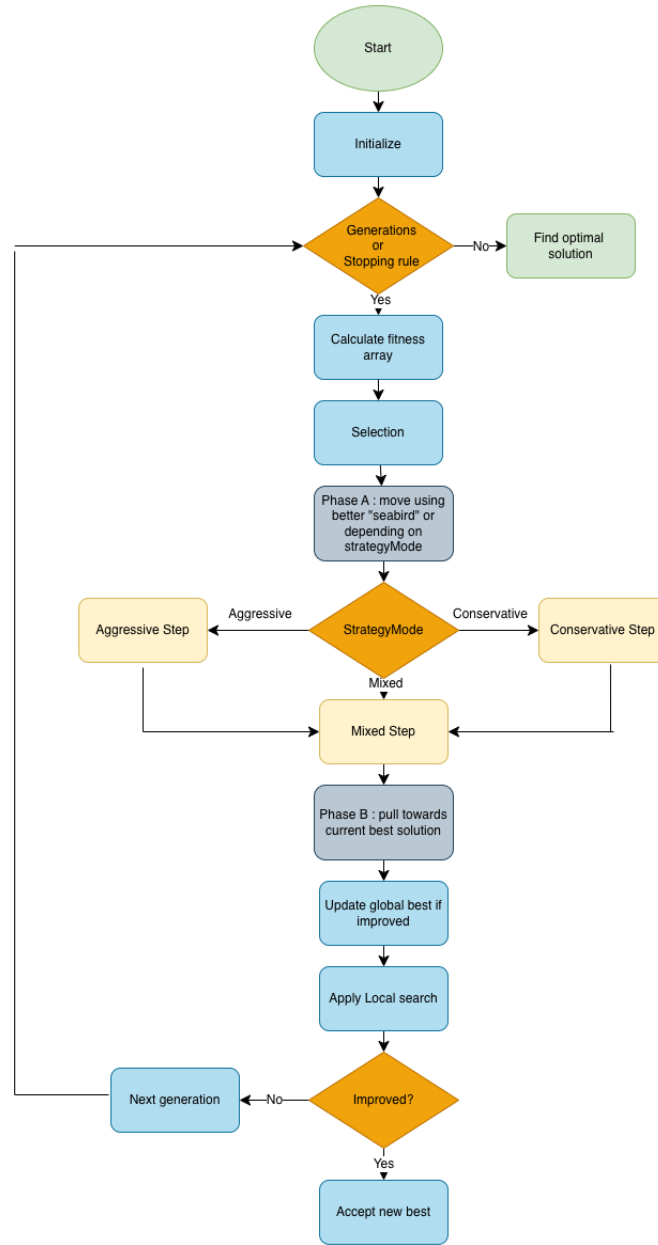 Start
Initialize
Generations
or
Stopping rule
No
Find optimal
solution
Yes
Calculate fitness
array
Selection
Phase A : move using
better "seabird" or
depending on
strategyMode
Aggressive Step
Aggressive
StrategyMode
Conservative
Conservative Step
Mixed
Mixed Step
Phase B : pull towards
current best solution
Update global best if
improved
Apply Local search
Next generation
No
Improved?
Yes
Accept new best